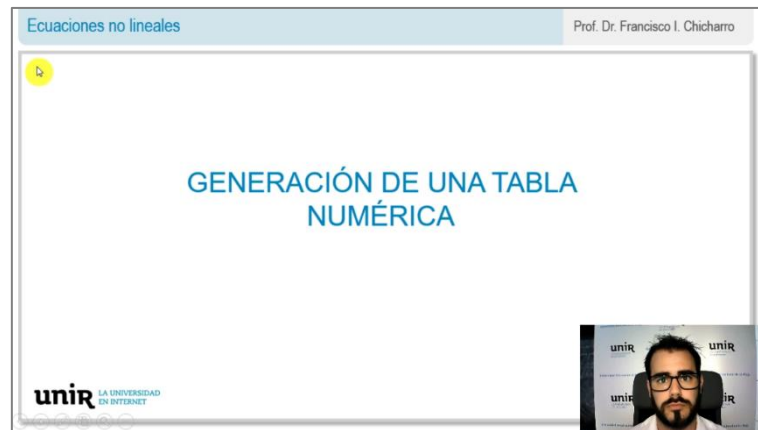 Ecuaciones no lineales
Prof. Dr. Francisco I. Chicharro
GENERACIÓN DE UNA TABLA
NUMÉRICA
unir LA UNIVERSIDAD
EN INTERNET
unir
unir
unir